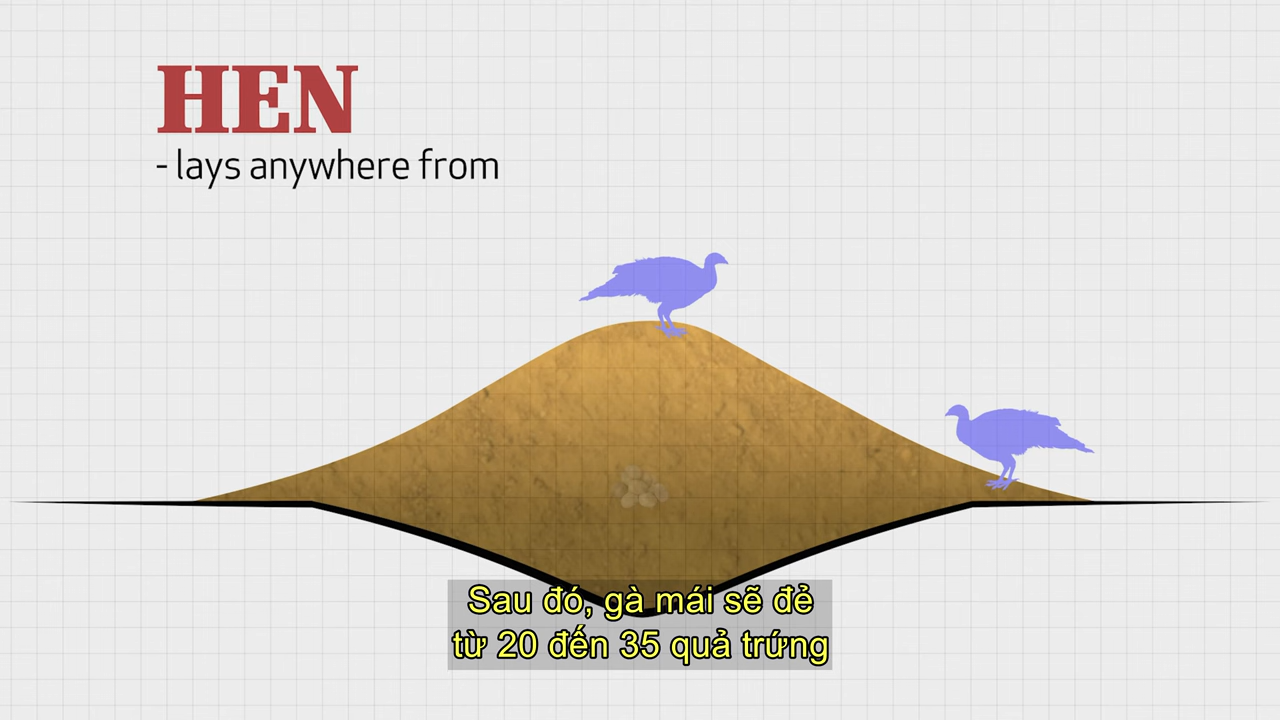 HEN
- lays anywhere from
Sau đó, gà mái sẽ đẻ
từ 20 đến 35 quả trứng